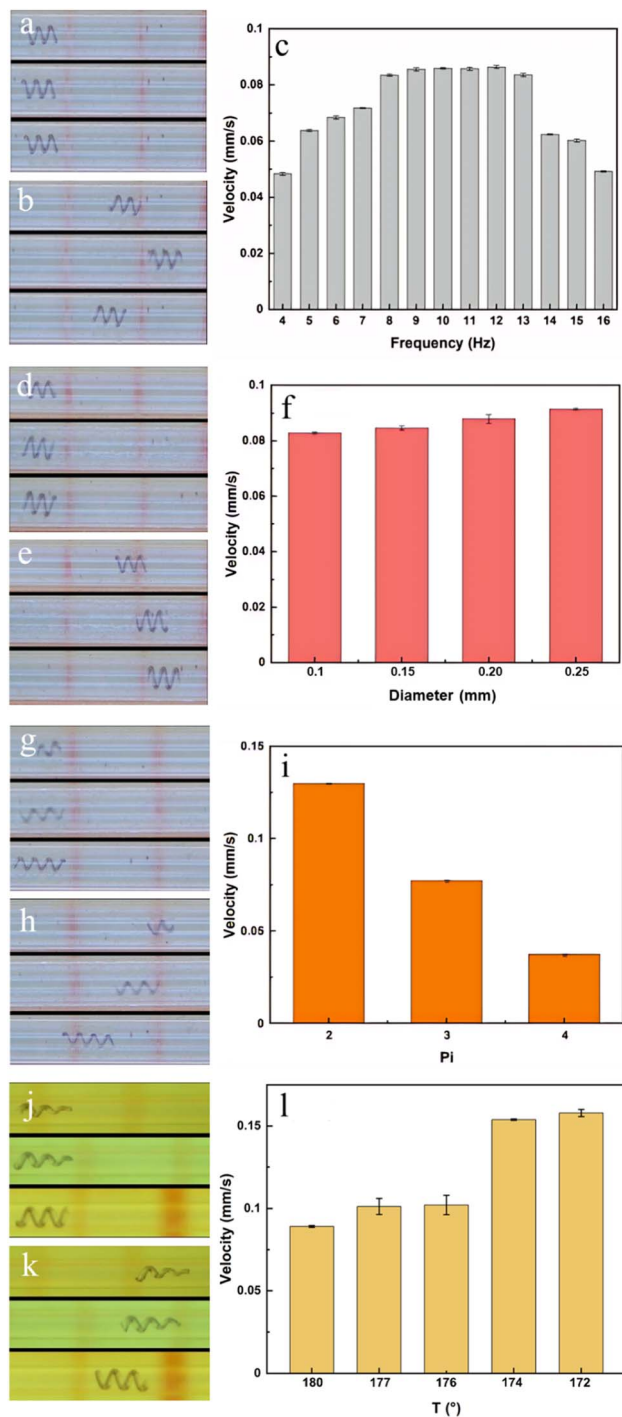 a
b
c
Velocity (mm/s)
0.1
0.08
0.06
0.04
0.02
0
4 5 6 7 8 9 10 11 12 13 14 15 16
Frequency (Hz)
d
e
f
Velocity (mm/s)
0.1
0.08
0.06
0.04
0.02
0
0.1 0.15 0.20 0.25
Diameter (mm)
g
h
i
Velocity (mm/s)
0.15
0.1
0.05
0
2 3 4
Pi
j
k
l
Velocity (mm/s)
0.15
0.1
0.05
0
180 177 176 174 172
T (°)